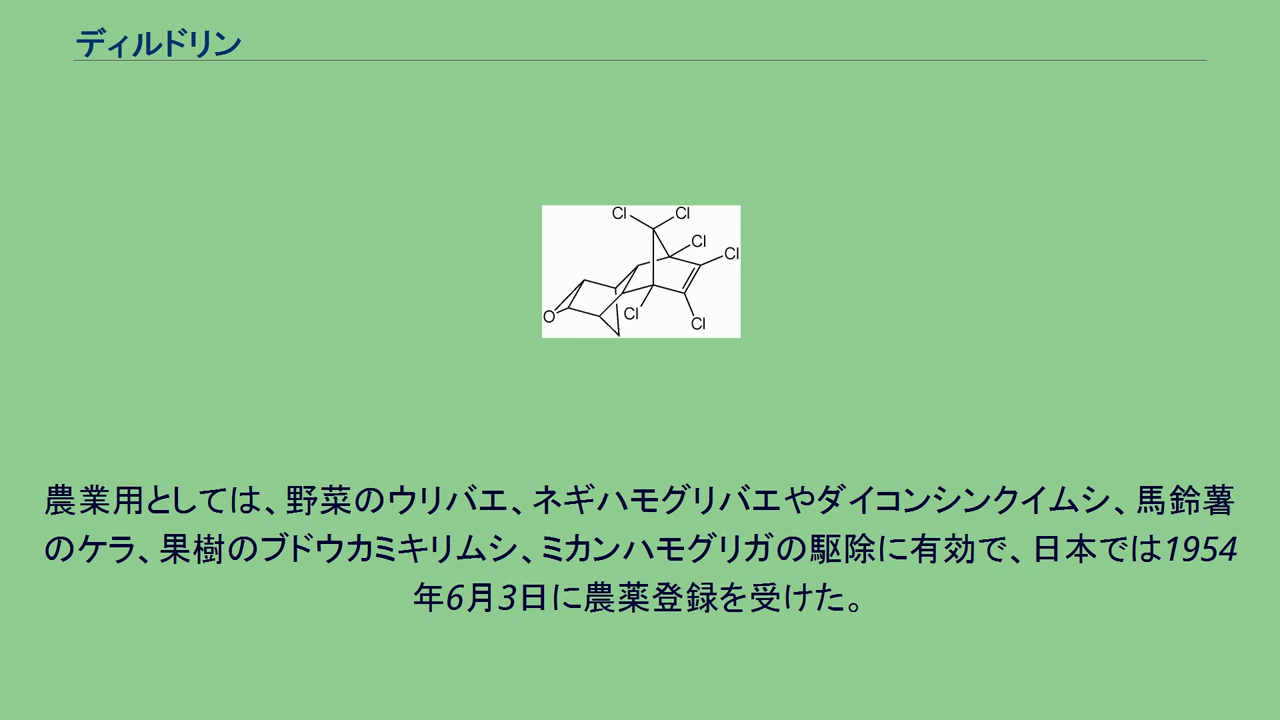 ディルドリン
Cl Cl
Cl
Cl
O Cl
Cl
農業用としては、野菜のウリバエ、ネギハモグリバエやダイコンシンクイムシ、馬鈴薯
のケラ、果樹のブドウカミキリムシ、ミカンハモグリガの駆除に有効で、日本では1954
年6月3日に農薬登録を受けた。